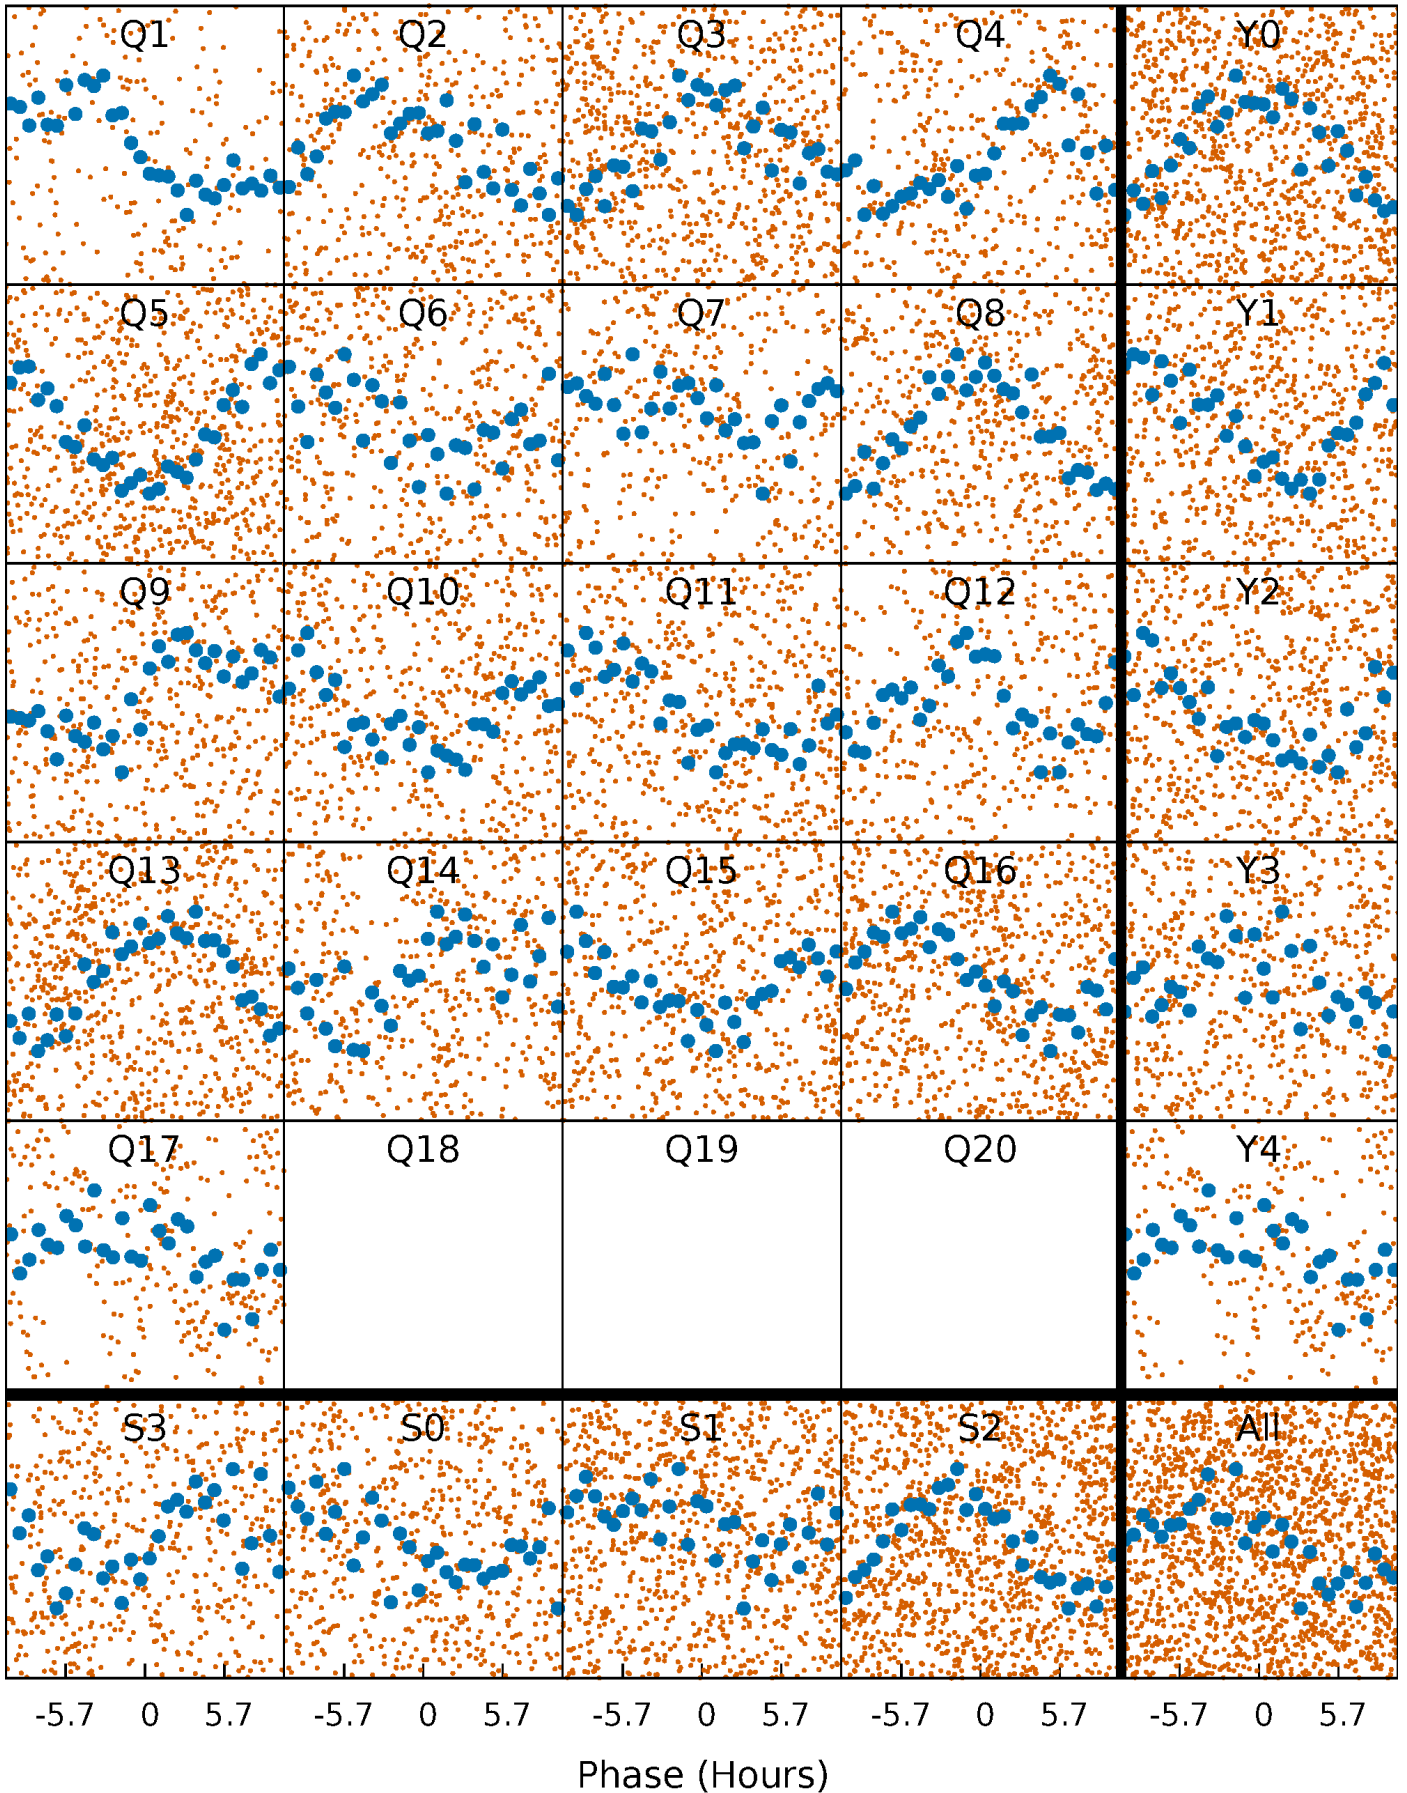 Q1 Q2 Q3 Q4 Y0
Q5 Q6 Q7 Q8 Y1
Q9 Q10 Q11 Q12 Y2
Q13 Q14 Q15 Q16 Y3
Q17 Q18 Q19 Q20 Y4
S3 S0 S1 S2 All
-5.7 0 5.7 -5.7 0 5.7 -5.7 0 5.7 -5.7 0 5.7 -5.7 0 5.7
Phase (Hours)